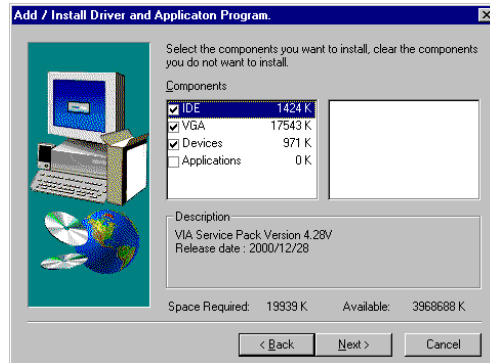 Add / Install Driver and Applicaton Program.
Select the components you want to install, clear the components
you do not want to install.
Components
IDE 1424 K
VGA 17543 K
Devices 971 K
Applications 0 K
Description
VIA Service Pack Version 4.28V
Release date : 2000/12/28
Space Required: 19939 K Available: 3968688 K
< Back Next > Cancel